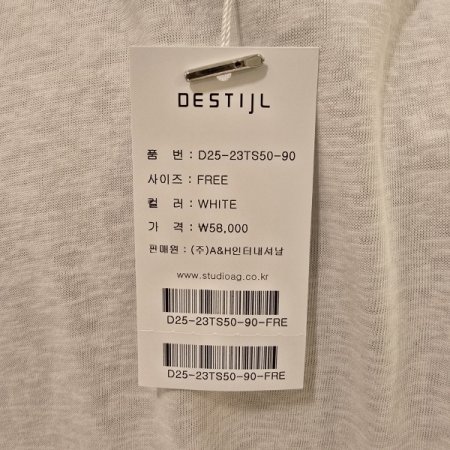 DESTIJL
품 번 : D25-23TS50-90
사이즈 : FREE
컬 러 : WHITE
가 격 : ₩58,000
판매원 : (주)A&H인터내셔날
www.studioag.co.kr
D25-23TS50-90-FRE
D25-23TS50-90-FRE